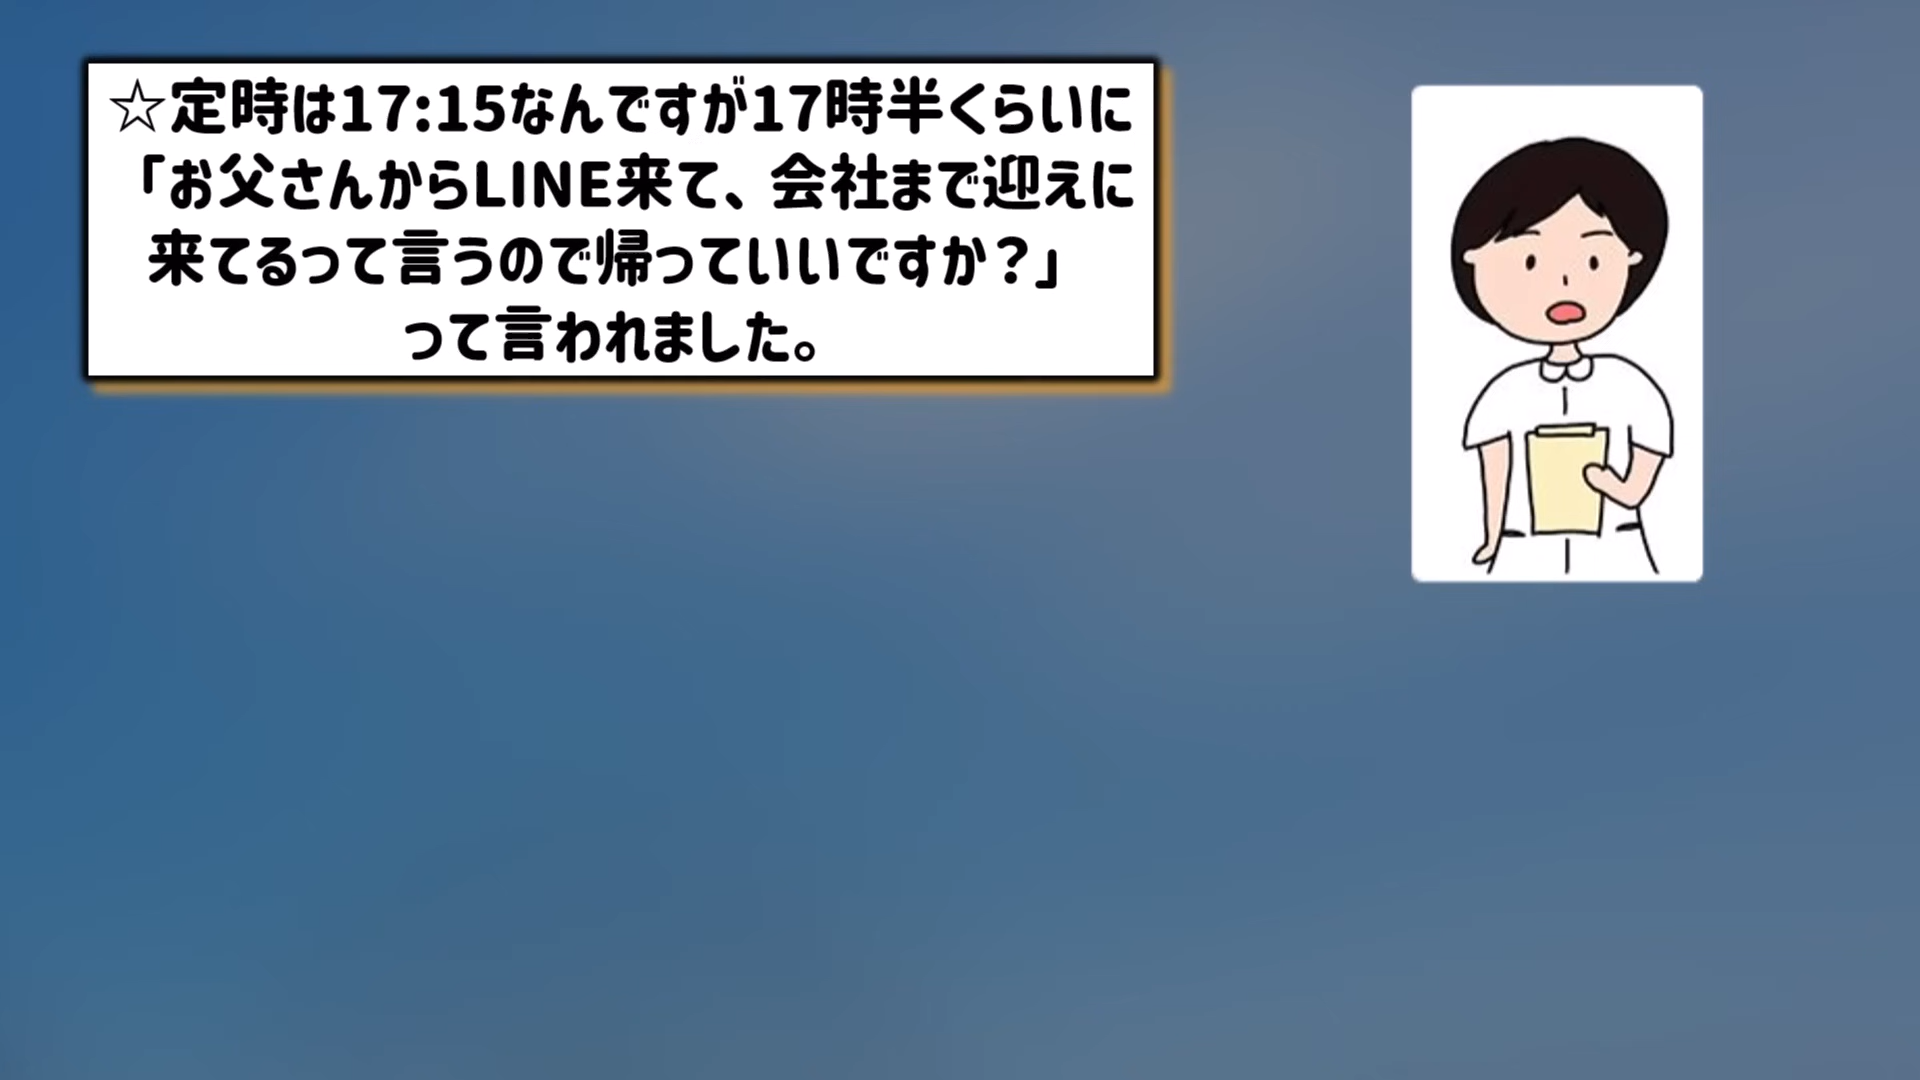 ☆定時は17:15なんですが17時半くらいに
「お父さんからLINE来て、会社まで迎えに
来てるって言うので帰っていいですか？」
って言われました。